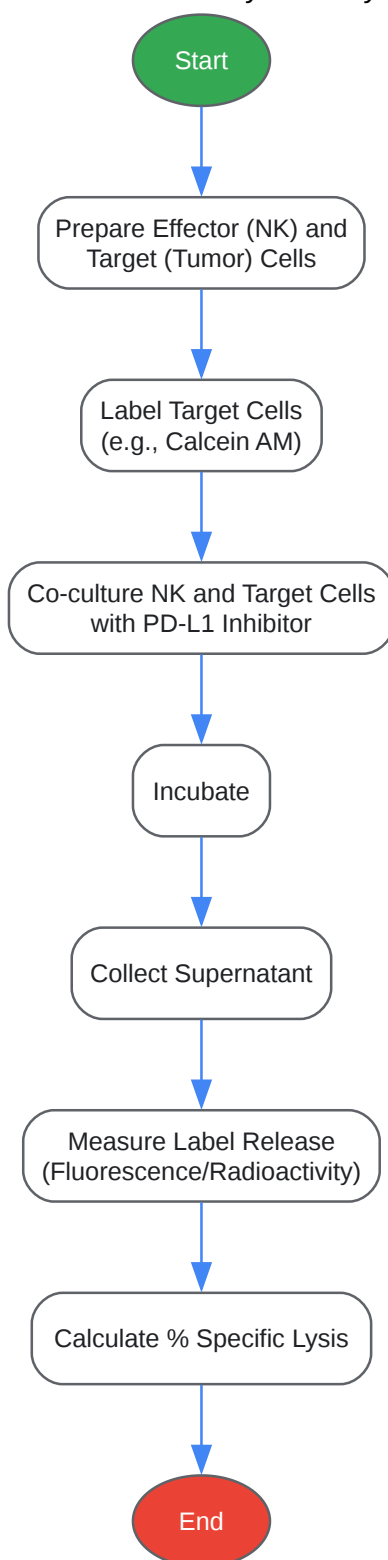 Start
Prepare Effector (NK) and
Target (Tumor) Cells
Label Target Cells
(e.g., Calcein AM)
Co-culture NK and Target Cells
with PD-L1 Inhibitor
Incubate
Collect Supernatant
Measure Label Release
(Fluorescence/Radioactivity)
Calculate % Specific Lysis
End